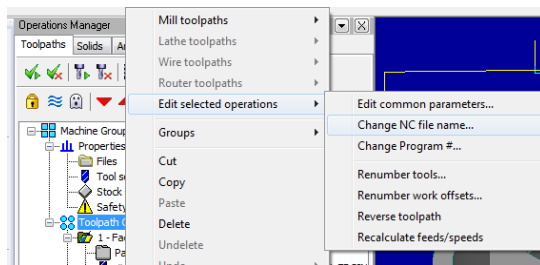 Operations Manager
Toolpaths Solids
Machine Group
Properties
Files
Tool
Stock
Safety
Toolpath
1 -
Mill toolpaths
Lathe toolpaths
Wire toolpaths
Router toolpaths
Edit selected operations
Groups
Cut
Copy
Paste
Delete
Undelete
Undo
Edit common parameters...
Change NC file name...
Change Program #...
Renumber tools...
Renumber work offsets...
Reverse toolpath
Recalculate feeds/speeds